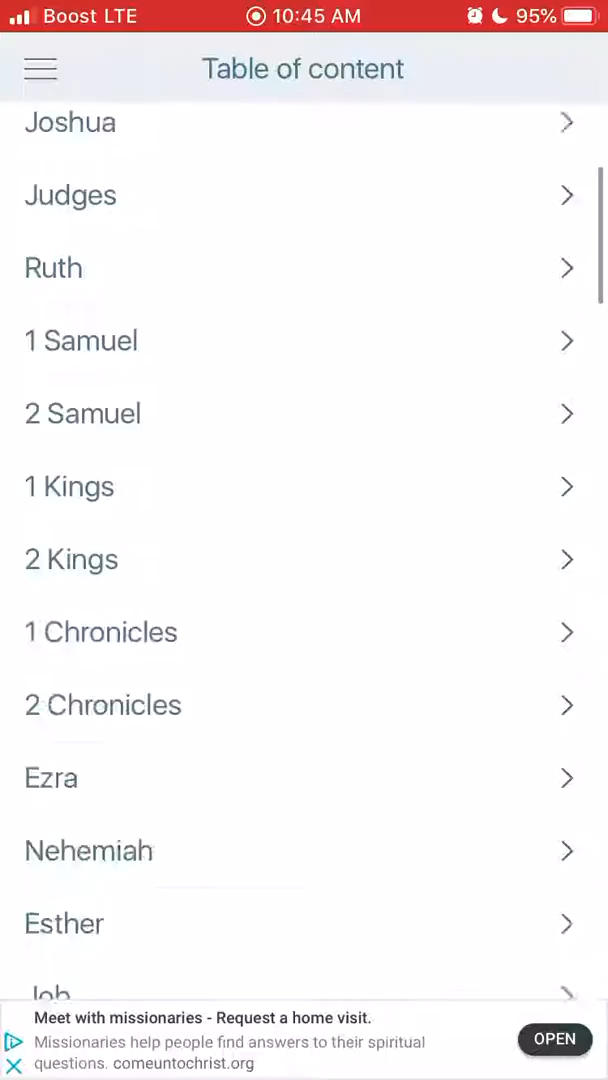 Boost LTE 10:45 AM 95%
Table of content
Joshua
Judges
Ruth
1 Samuel
2 Samuel
1 Kings
2 Kings
1 Chronicles
2 Chronicles
Ezra
Nehemiah
Esther
Job
Meet with missionaries - Request a home visit.
Missionaries help people find answers to their spiritual
questions. comeuntochrist.org
OPEN